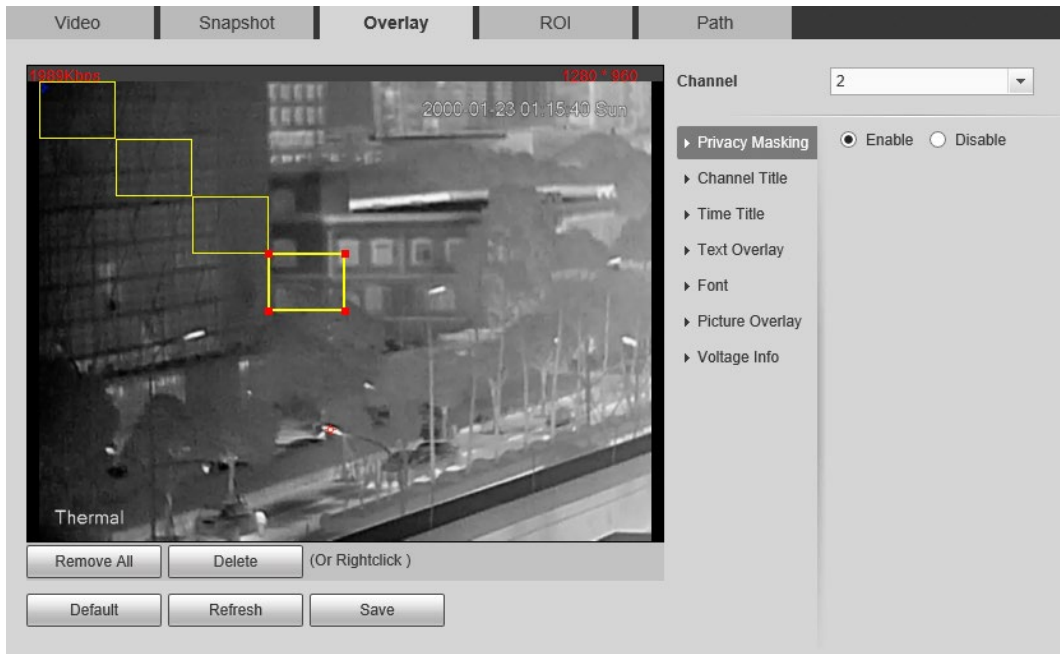 Video Snapshot Overlay ROI Path
1989Kbps 1280 * 960
2000-01-23 01:15:40 Sun
Thermal
Channel 2
Privacy Masking Enable Disable
Channel Title
Time Title
Text Overlay
Font
Picture Overlay
Voltage Info
Remove All Delete (Or Rightclick )
Default Refresh Save